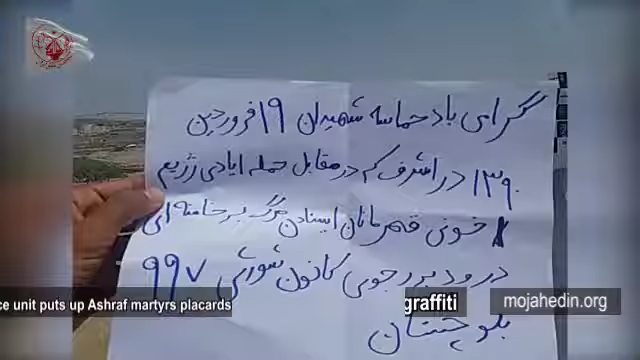 گرامی باد حماسه شهیدان ۱۹ فروردین
۱۳۹۰ در اشرف که در مقابل حمله ایادی رژیم
خونی قهرمانان ایستادن مرگ بر خامنه ای
درود بر رجوی کانون شورشی ۹۹۷
بلوچستان
ce unit puts up Ashraf martyrs placards
graffiti
mojahedin.org